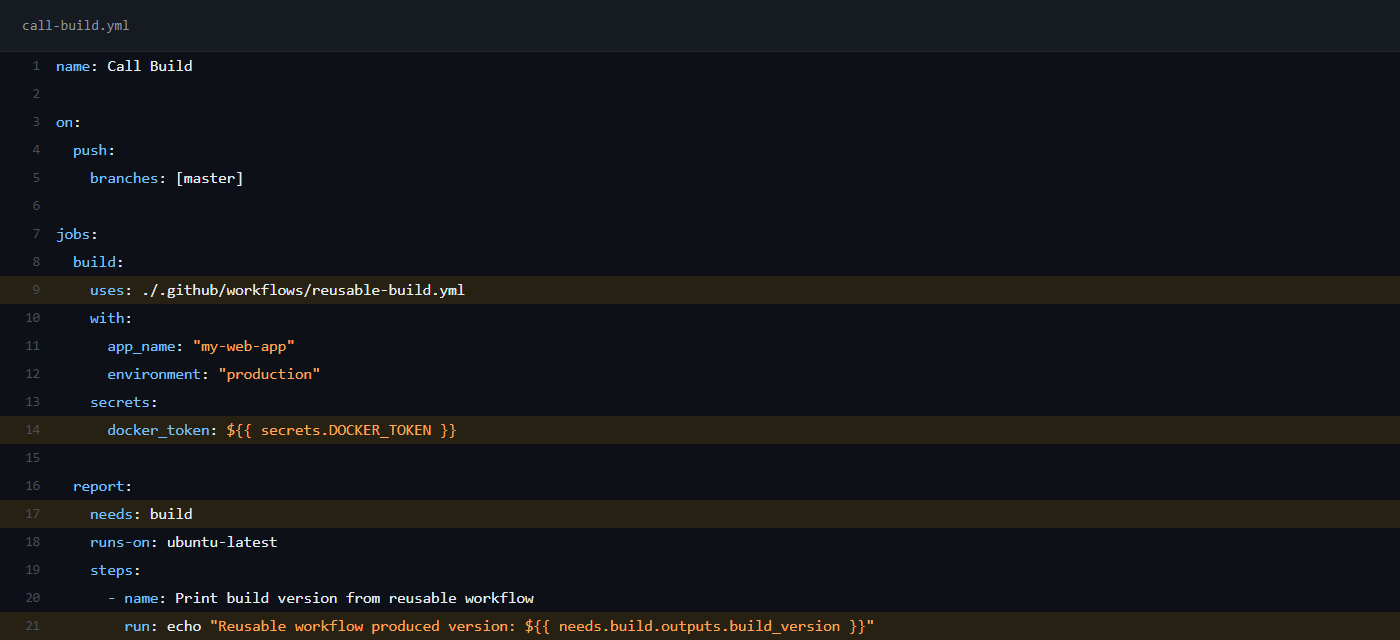 call-build.yml
1 name: Call Build
2
3 on:
4   push:
5     branches: [master]
6
7 jobs:
8   build:
9     uses: ./.github/workflows/reusable-build.yml
10     with:
11       app_name: "my-web-app"
12       environment: "production"
13     secrets:
14       docker_token: ${{ secrets.DOCKER_TOKEN }}
15
16   report:
17     needs: build
18     runs-on: ubuntu-latest
19     steps:
20       - name: Print build version from reusable workflow
21         run: echo "Reusable workflow produced version: ${{ needs.build.outputs.build_version }}"